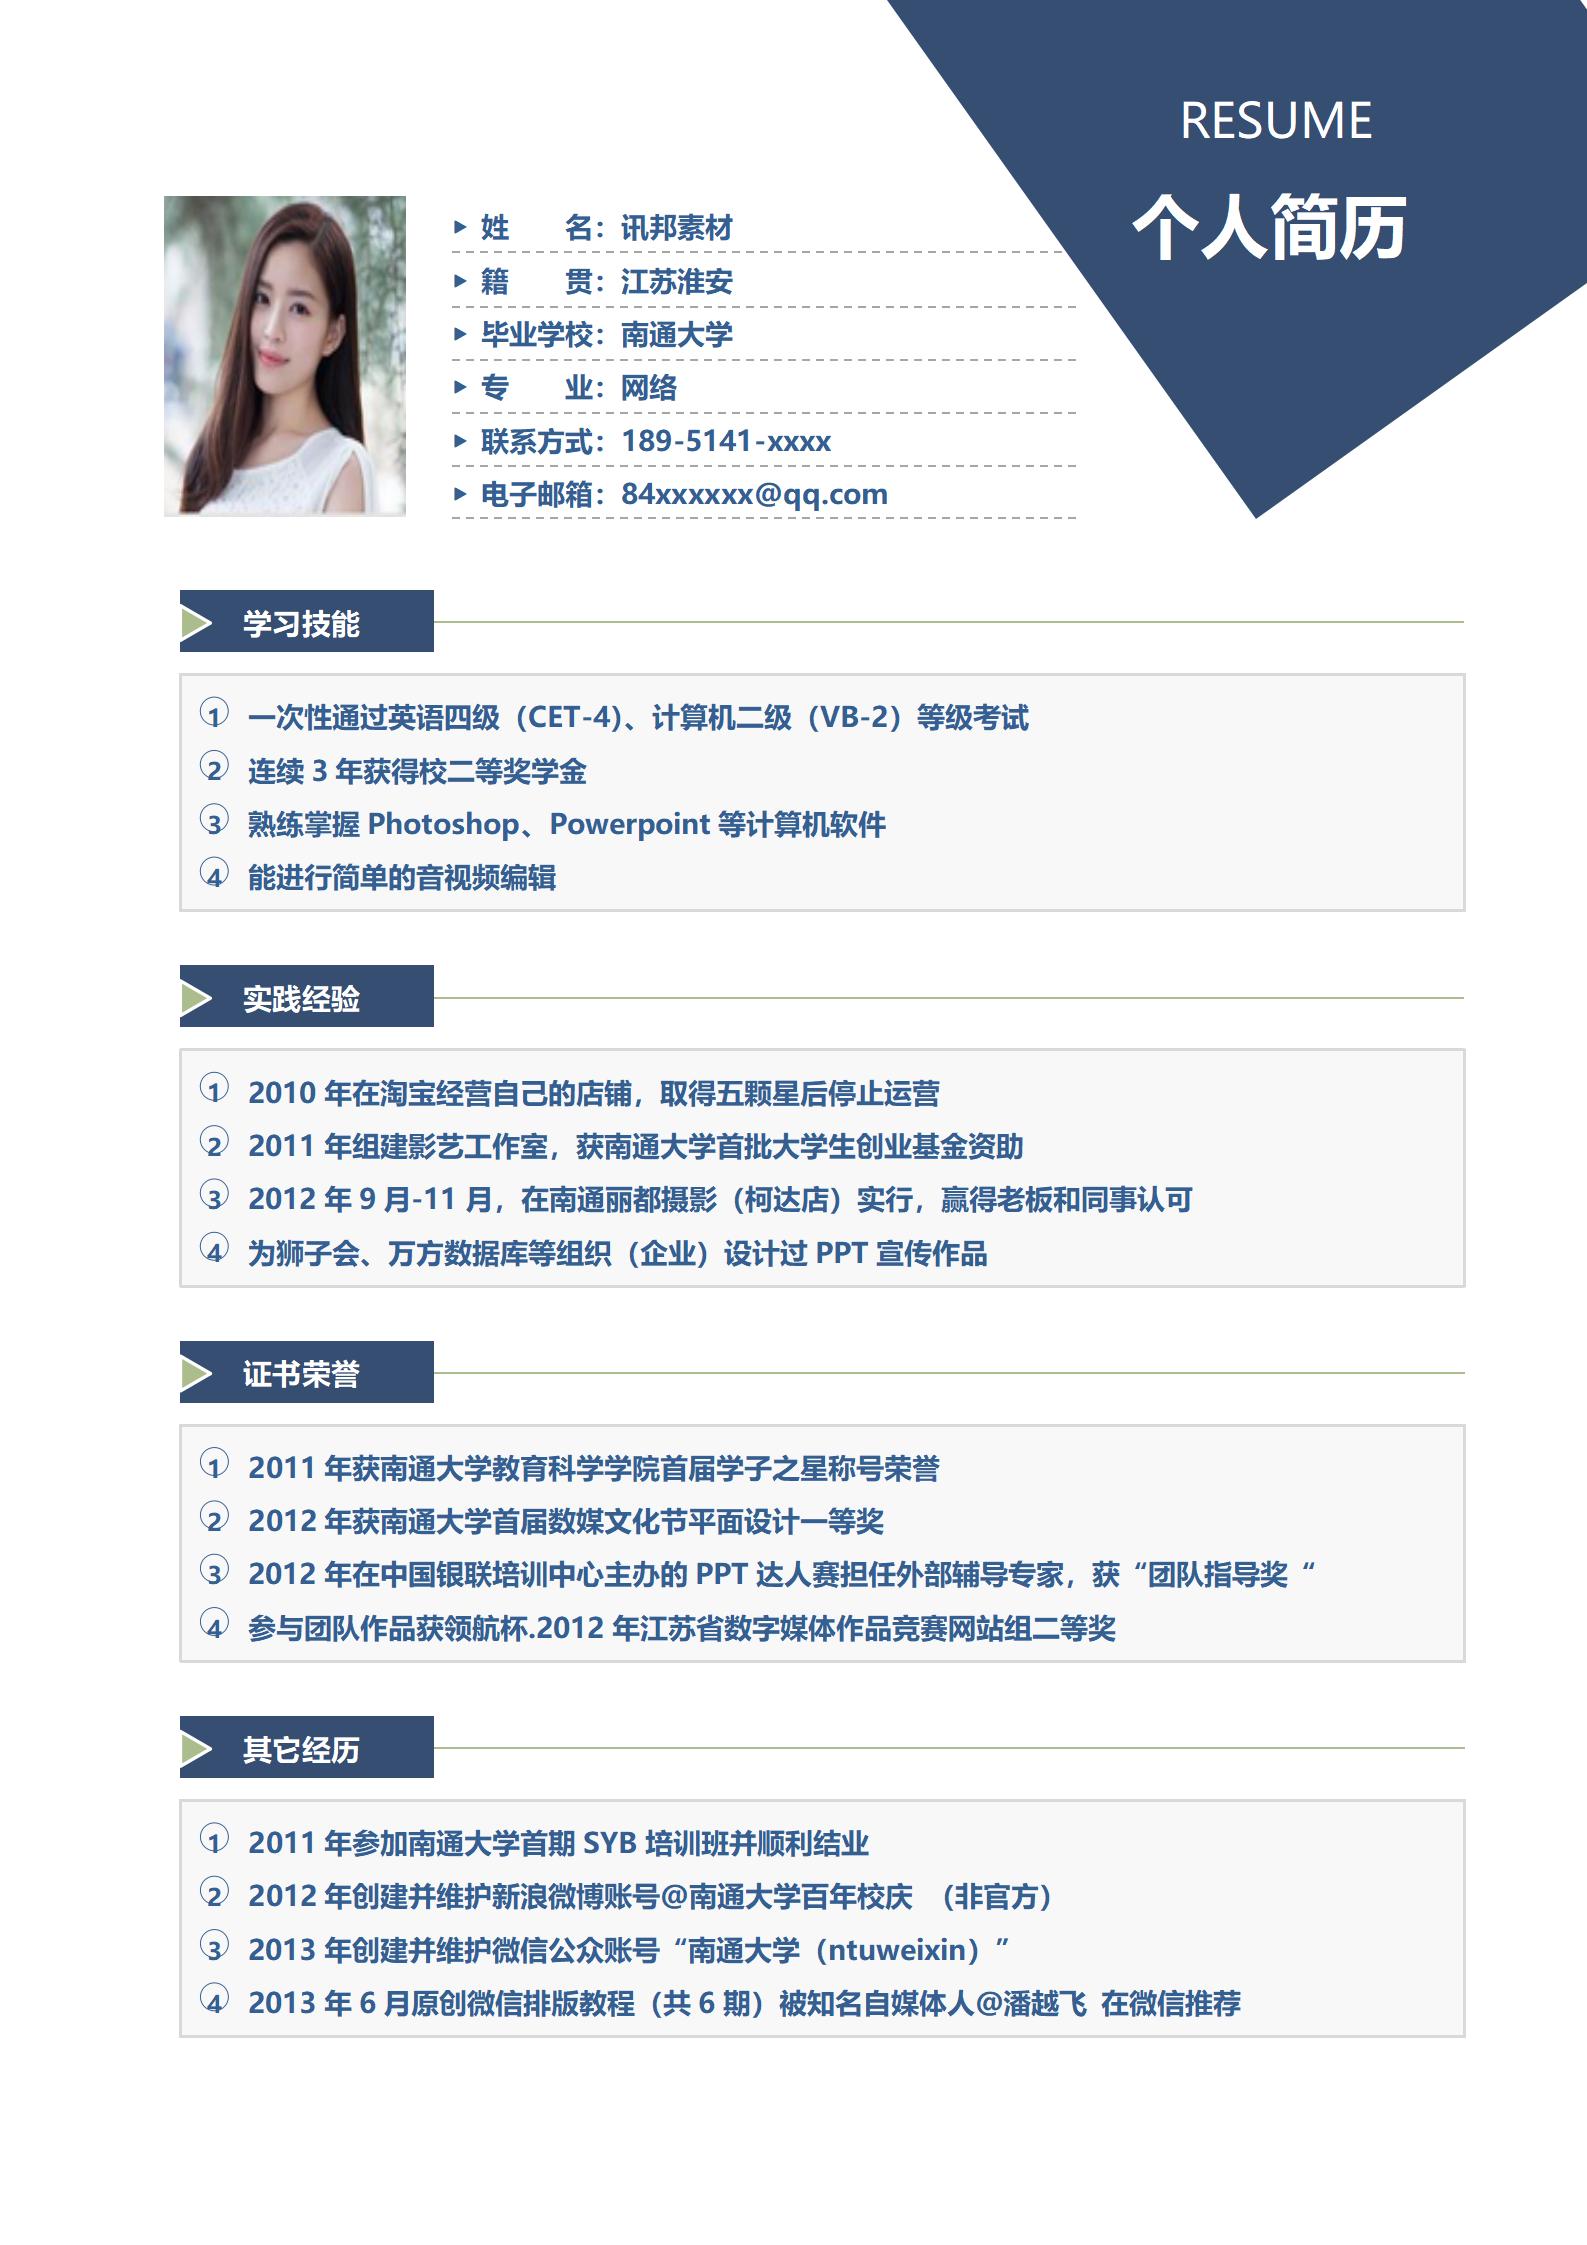 RESUME
个人简历
姓　　名：讯邦素材
籍　　贯：江苏淮安
毕业学校：南通大学
专　　业：网络
联系方式：189-5141-xxxx
电子邮箱：84xxxxxx@qq.com
学习技能
① 一次性通过英语四级（CET-4）、计算机二级（VB-2）等级考试
② 连续 3 年获得校二等奖学金
③ 熟练掌握 Photoshop、Powerpoint 等计算机软件
④ 能进行简单的音视频编辑
实践经验
① 2010 年在淘宝经营自己的店铺，取得五颗星后停止运营
② 2011 年组建影艺工作室，获南通大学首批大学生创业基金资助
③ 2012 年 9 月-11 月，在南通丽都摄影（柯达店）实行，赢得老板和同事认可
④ 为狮子会、万方数据库等组织（企业）设计过 PPT 宣传作品
证书荣誉
① 2011 年获南通大学教育科学学院首届学子之星称号荣誉
② 2012 年获南通大学首届数媒文化节平面设计一等奖
③ 2012 年在中国银联培训中心主办的 PPT 达人赛担任外部辅导专家，获“团队指导奖“
④ 参与团队作品获领航杯.2012 年江苏省数字媒体作品竞赛网站组二等奖
其它经历
① 2011 年参加南通大学首期 SYB 培训班并顺利结业
② 2012 年创建并维护新浪微博账号@南通大学百年校庆 （非官方）
③ 2013 年创建并维护微信公众账号“南通大学（ntuweixin）”
④ 2013 年 6 月原创微信排版教程（共 6 期）被知名自媒体人@潘越飞 在微信推荐